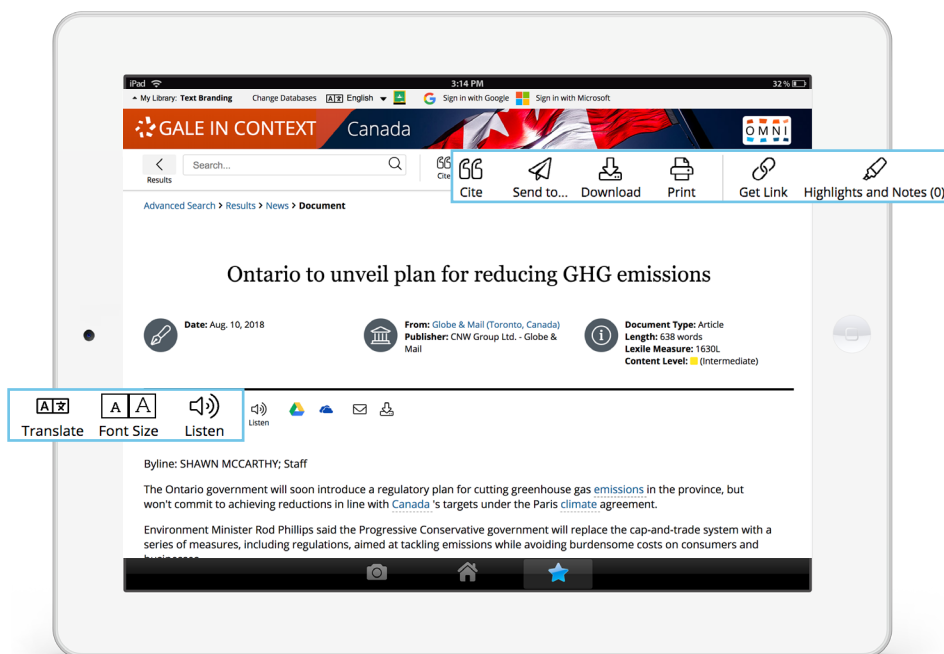 iPad 3:14 PM 32%
My Library: Text Branding Change Databases English Sign in with Google Sign in with Microsoft
GALE IN CONTEXT Canada OMNI
Results Search... Cite
Cite Send to... Download Print Get Link Highlights and Notes (0)
Advanced Search > Results > News > Document
Ontario to unveil plan for reducing GHG emissions
Date: Aug. 10, 2018
From: Globe & Mail (Toronto, Canada)
Publisher: CNW Group Ltd. - Globe &
Mail
Document Type: Article
Length: 638 words
Lexile Measure: 1630L
Content Level: (Intermediate)
Translate Font Size Listen
Listen
Byline: SHAWN MCCARTHY; Staff
The Ontario government will soon introduce a regulatory plan for cutting greenhouse gas emissions in the province, but
won't commit to achieving reductions in line with Canada 's targets under the Paris climate agreement.
Environment Minister Rod Phillips said the Progressive Conservative government will replace the cap-and-trade system with a
series of measures, including regulations, aimed at tackling emissions while avoiding burdensome costs on consumers and